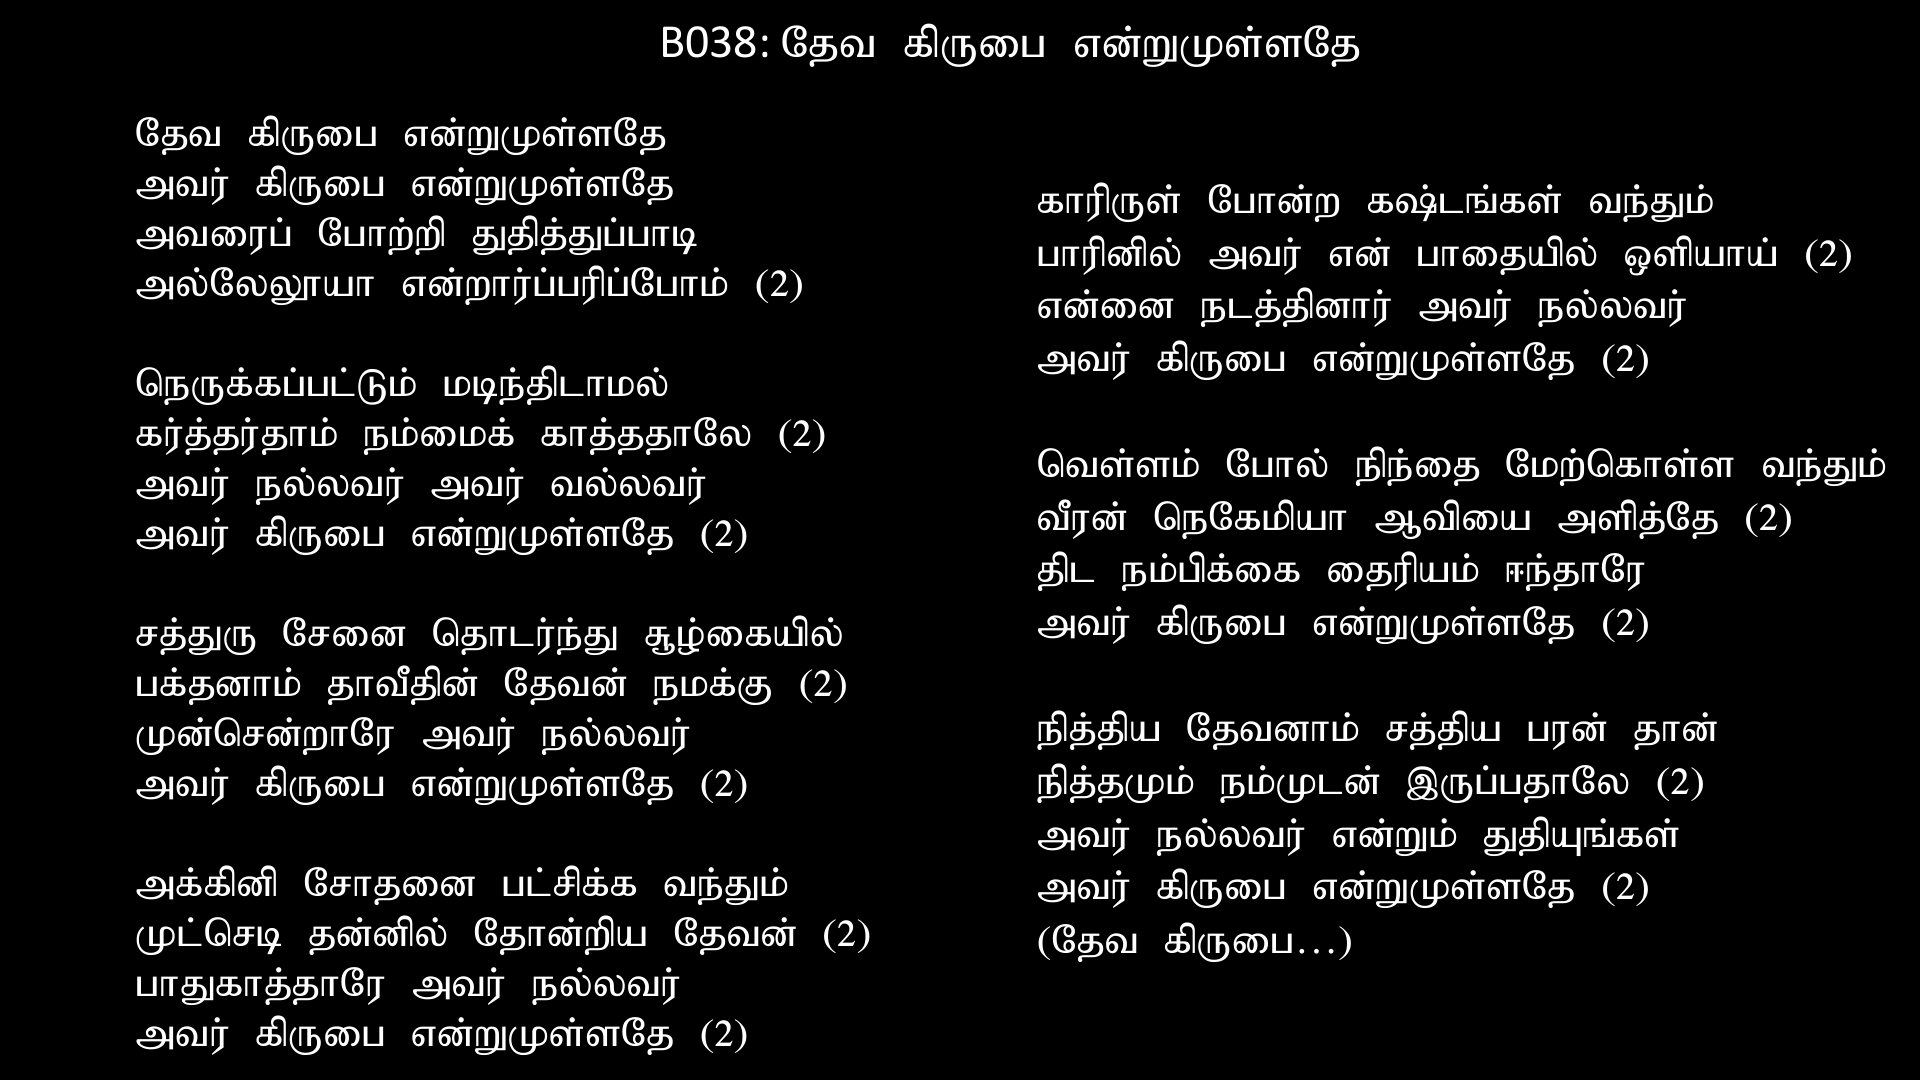 B038: தேவ கிருபை என்றுமுள்ளதே
தேவ கிருபை என்றுமுள்ளதே
அவர் கிருபை என்றுமுள்ளதே
அவரைப் போற்றி துதித்துப்பாடி
அல்லேலூயா என்றார்ப்பரிப்போம் (2)
நெருக்கப்பட்டும் மடிந்திடாமல்
கர்த்தர்தாம் நம்மைக் காத்ததாலே (2)
அவர் நல்லவர் அவர் வல்லவர்
அவர் கிருபை என்றுமுள்ளதே (2)
சத்துரு சேனை தொடர்ந்து சூழ்கையில்
பக்தனாம் தாவீதின் தேவன் நமக்கு (2)
முன்சென்றாரே அவர் நல்லவர்
அவர் கிருபை என்றுமுள்ளதே (2)
அக்கினி சோதனை பட்சிக்க வந்தும்
முட்செடி தன்னில் தோன்றிய தேவன் (2)
பாதுகாத்தாரே அவர் நல்லவர்
அவர் கிருபை என்றுமுள்ளதே (2)
காரிருள் போன்ற கஷ்டங்கள் வந்தும்
பாரினில் அவர் என் பாதையில் ஒளியாய் (2)
என்னை நடத்தினார் அவர் நல்லவர்
அவர் கிருபை என்றுமுள்ளதே (2)
வெள்ளம் போல் நிந்தை மேற்கொள்ள வந்தும்
வீரன் நெகேமியா ஆவியை அளித்தே (2)
திட நம்பிக்கை தைரியம் ஈந்தாரே
அவர் கிருபை என்றுமுள்ளதே (2)
நித்திய தேவனாம் சத்திய பரன் தான்
நித்தமும் நம்முடன் இருப்பதாலே (2)
அவர் நல்லவர் என்றும் துதியுங்கள்
அவர் கிருபை என்றுமுள்ளதே (2)
(தேவ கிருபை...)